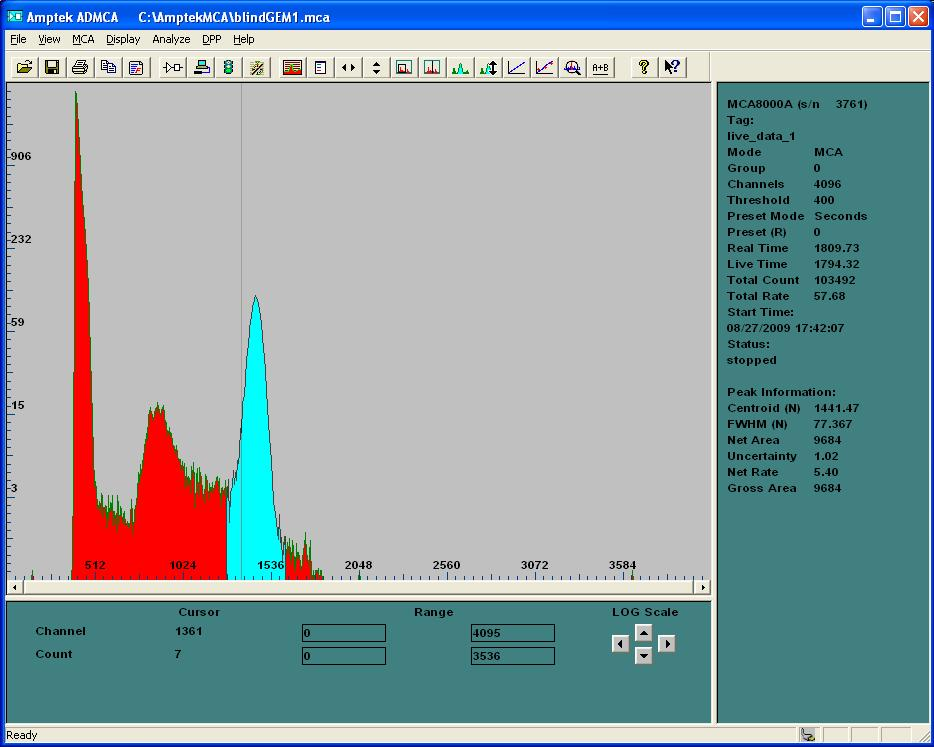 Amptek ADMCA C:\AmptekMCA\blindGEM1.mca
File View MCA Display Analyze DPP Help
A+B
906
232
59
15
3
512 1024 1536 2048 2560 3072 3584
MCA8000A (s/n 3761)
Tag:
live_data_1
Mode MCA
Group 0
Channels 4096
Threshold 400
Preset Mode Seconds
Preset (R) 0
Real Time 1809.73
Live Time 1794.32
Total Count 103492
Total Rate 57.68
Start Time:
08/27/2009 17:42:07
Status:
stopped
Peak Information:
Centroid (N) 1441.47
FWHM (N) 77.367
Net Area 9684
Uncertainty 1.02
Net Rate 5.40
Gross Area 9684
Cursor Range LOG Scale
Channel 1361 0 4095
Count 7 0 3536
Ready